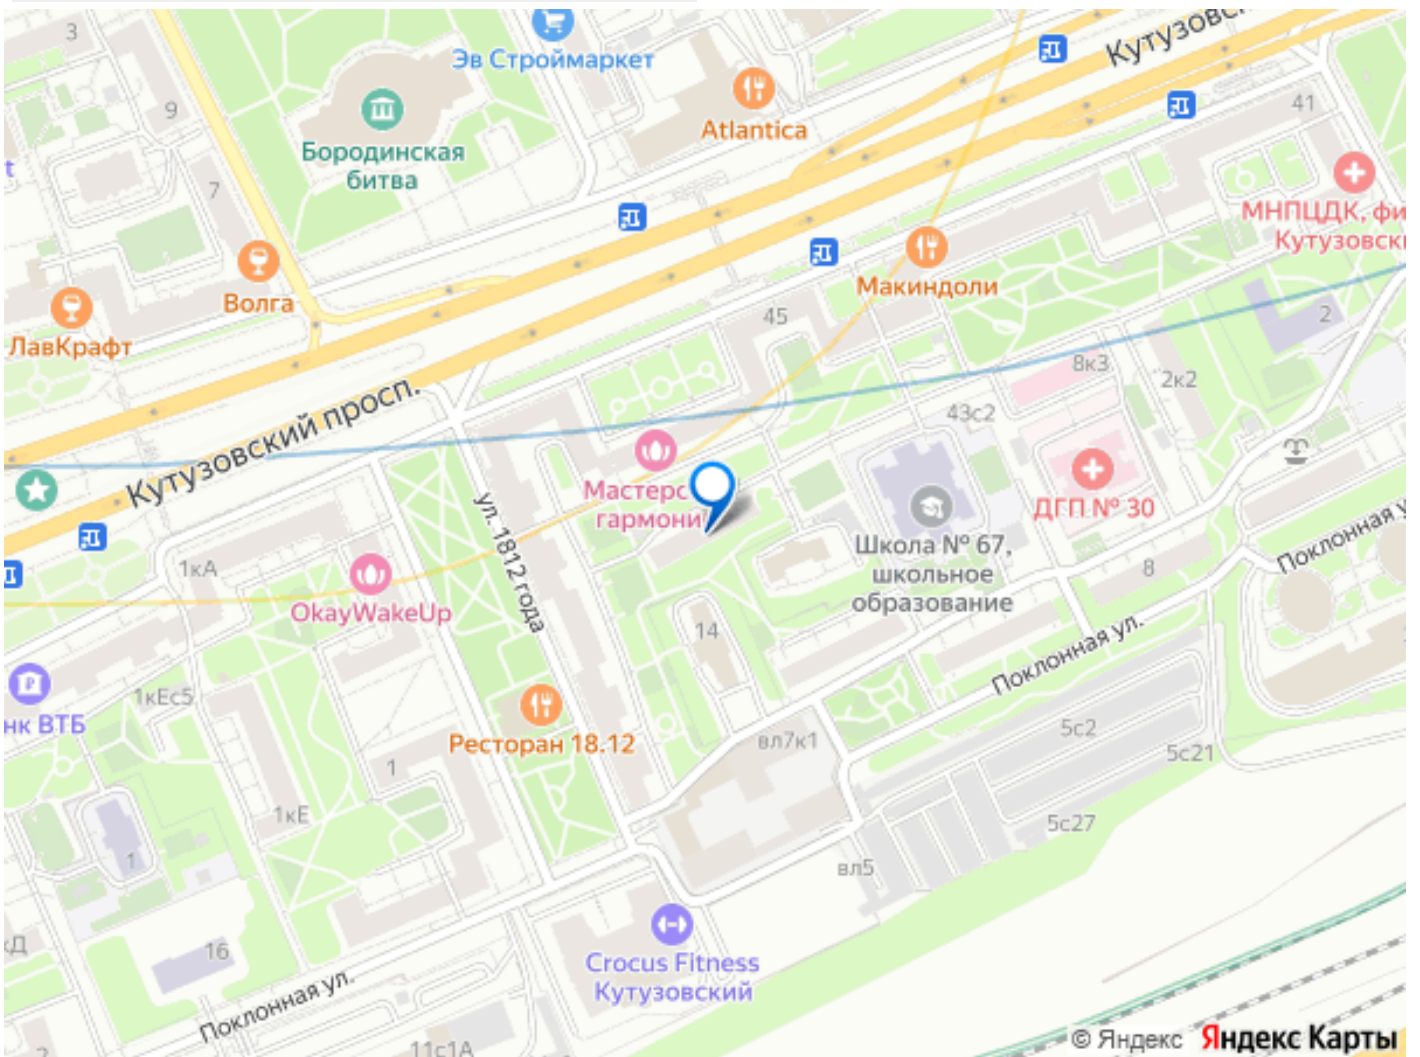 3
Эв Строймаркет
9
Atlantica
41
Бородинская
битва
7
МНПЦДК, фи
Кутузовск
Волга
Макиндоли
ЛавКрафт
45
2
8к3
2к2
Кутузовский просп.
43с2
Мастерс
гармони
ДГП № 30
ул. 1812 года
Школа № 67,
школьное
образование
Поклонная у
1кА
OkayWakeUp
8
14
Поклонная ул.
нк ВТБ
1кЕс5
Ресторан 18.12
вл7к1
5с2
5с21
1
1кЕ
5с27
1
вл5
кД
16
Crocus Fitness
Кутузовский
Поклонная ул.
2
11с1А
© Яндекс Яндекс Карты